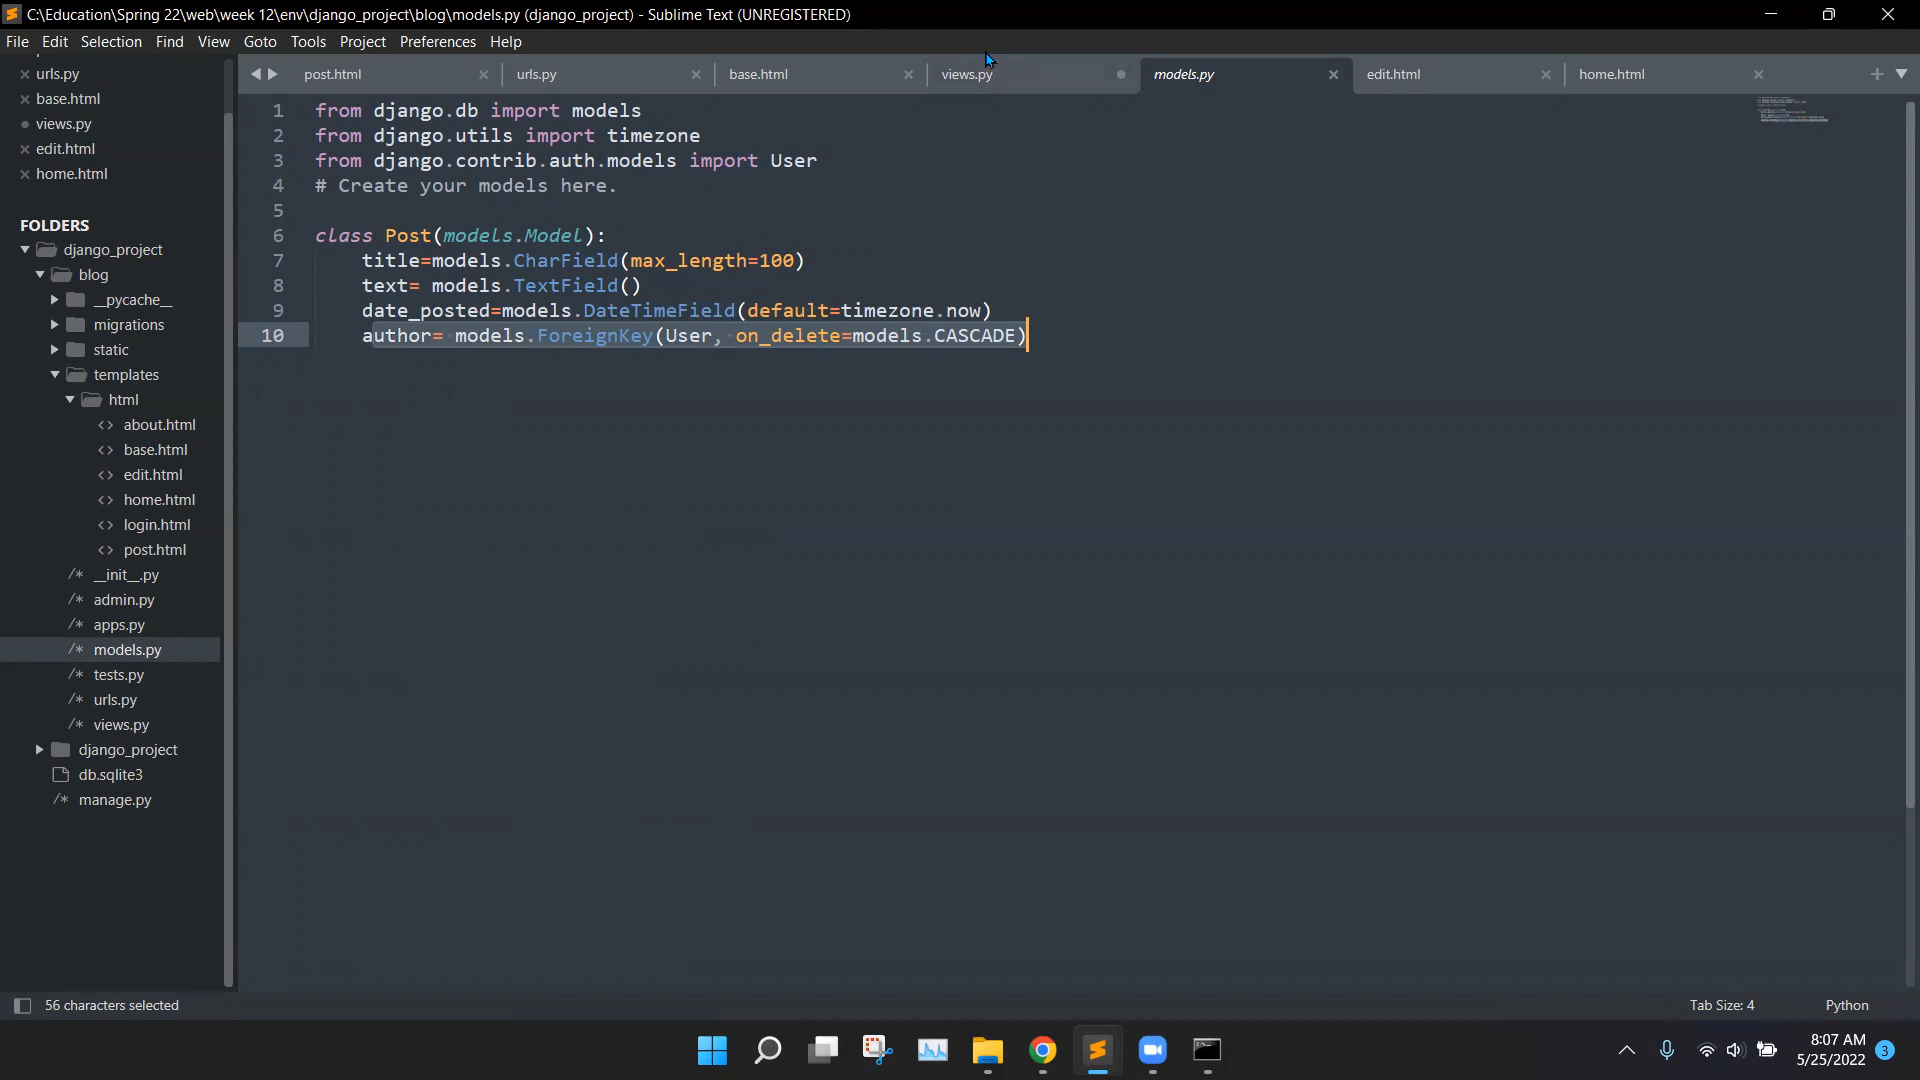 C:\Education\Spring 22\web\week 12\env\django_project\blog\models.py (django_project) - Sublime Text (UNREGISTERED)
File Edit Selection Find View Goto Tools Project Preferences Help
urls.py
base.html
views.py
edit.html
home.html
FOLDERS
django_project
blog
__pycache__
migrations
static
templates
html
about.html
base.html
edit.html
home.html
login.html
post.html
__init__.py
admin.py
apps.py
models.py
tests.py
urls.py
views.py
django_project
db.sqlite3
manage.py
post.html urls.py base.html views.py models.py edit.html home.html
1 from django.db import models
2 from django.utils import timezone
3 from django.contrib.auth.models import User
4 # Create your models here.
5
6 class Post(models.Model):
7 title=models.CharField(max_length=100)
8 text= models.TextField()
9 date_posted=models.DateTimeField(default=timezone.now)
10 author= models.ForeignKey(User, on_delete=models.CASCADE)
56 characters selected
Tab Size: 4 Python
8:07 AM
5/25/2022
3